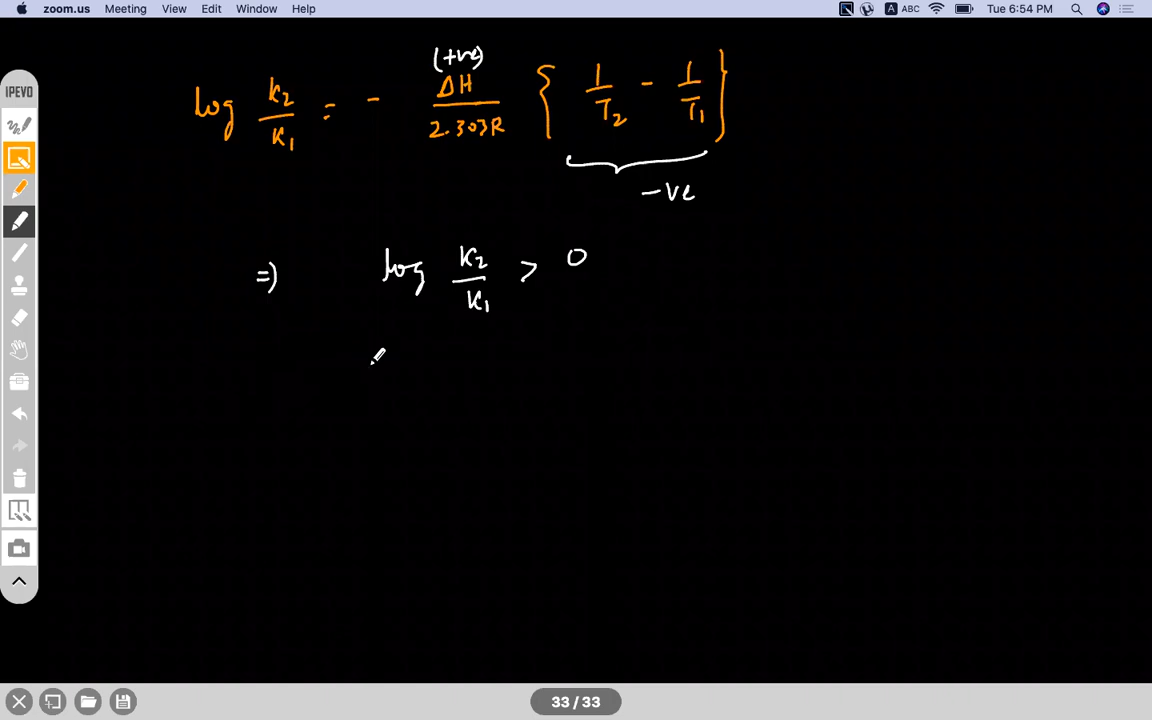 zoom.us Meeting View Edit Window Help ABC Tue 6:54 PM
IPEVO
(+ve)
log K2/K1 = - ΔH/2.303R { 1/T2 - 1/T1 }
-ve
=) log K2/K1 > 0
33 / 33